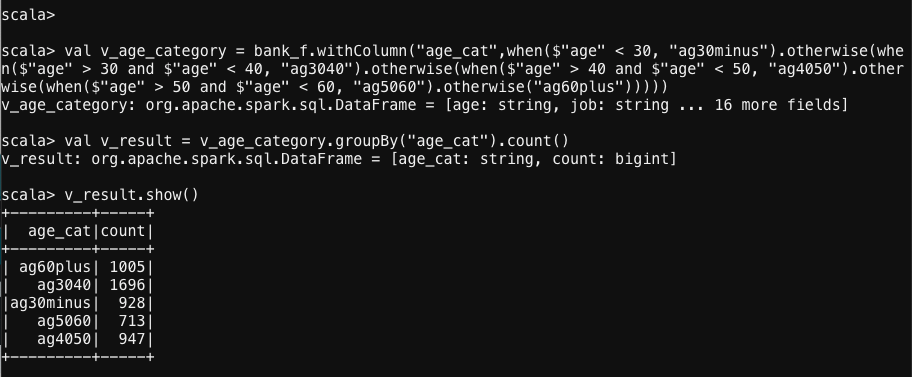 scala>
scala> val v_age_category = bank_f.withColumn("age_cat",when($"age" < 30, "ag30minus").otherwise(whe
n($"age" > 30 and $"age" < 40, "ag3040").otherwise(when($"age" > 40 and $"age" < 50, "ag4050").other
wise(when($"age" > 50 and $"age" < 60, "ag5060").otherwise("ag60plus")))))
v_age_category: org.apache.spark.sql.DataFrame = [age: string, job: string ... 16 more fields]
scala> val v_result = v_age_category.groupBy("age_cat").count()
v_result: org.apache.spark.sql.DataFrame = [age_cat: string, count: bigint]
scala> v_result.show()
+---------+-----+
|  age_cat|count|
+---------+-----+
| ag60plus| 1005|
|   ag3040| 1696|
|ag30minus|  928|
|   ag5060|  713|
|   ag4050|  947|
+---------+-----+